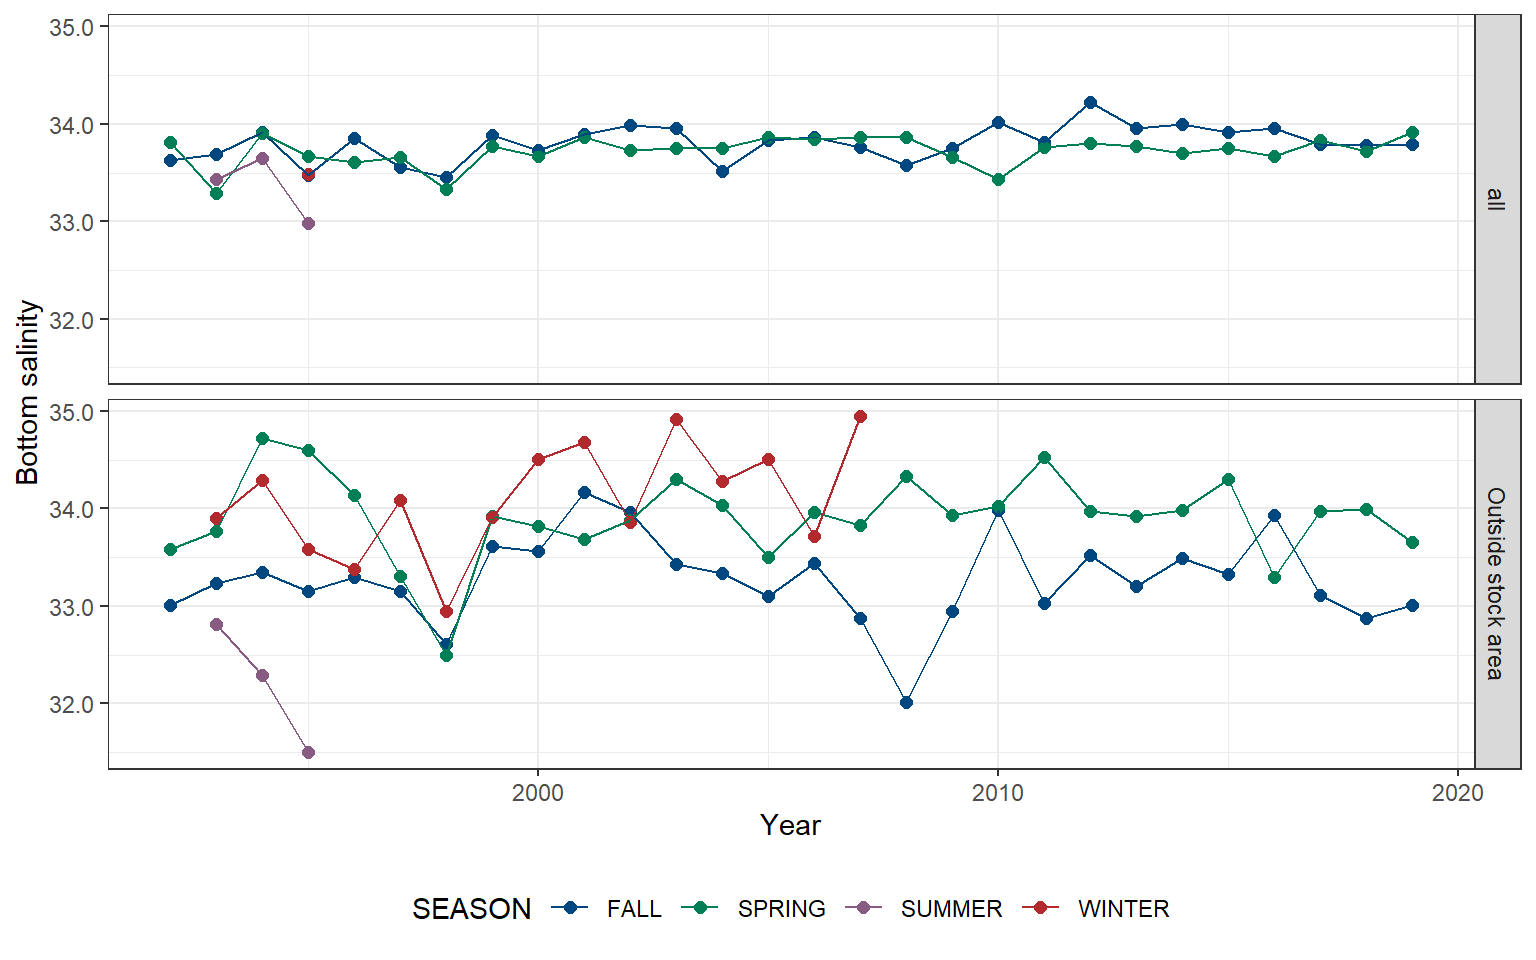 Bottom salinity
35.0
34.0
33.0
32.0
all
35.0
34.0
33.0
32.0
Outside stock area
2000 2010 2020
Year
SEASON FALL SPRING SUMMER WINTER